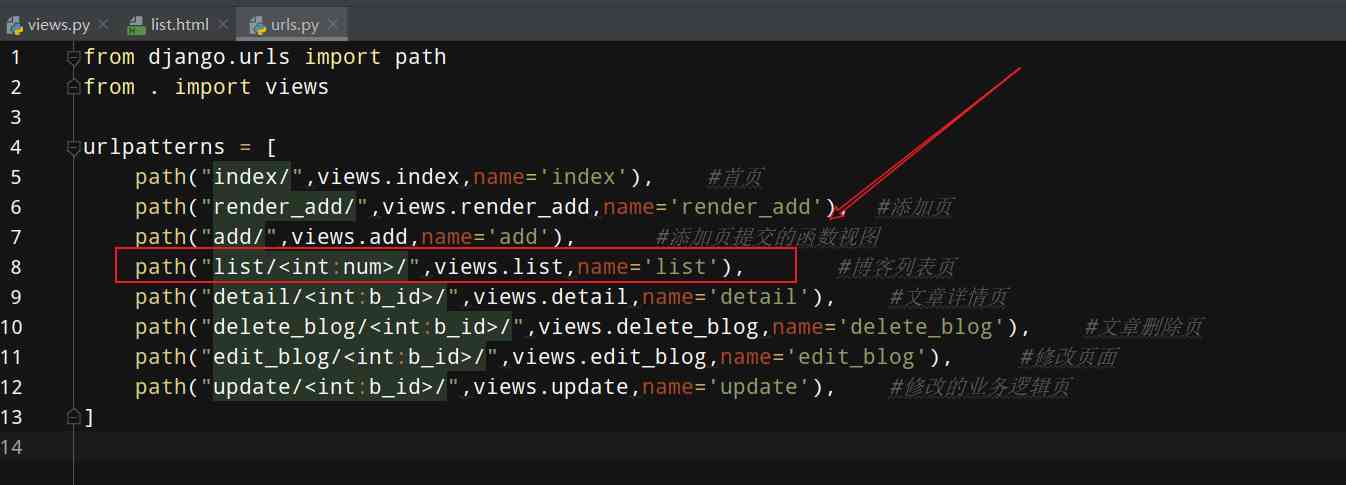 views.py list.html urls.py
1 from django.urls import path
2 from . import views
3
4 urlpatterns = [
5 path("index/",views.index,name='index'), #首页
6 path("render_add/",views.render_add,name='render_add'), #添加页
7 path("add/",views.add,name='add'), #添加页提交的函数视图
8 path("list/<int:num>/",views.list,name='list'), #博客列表页
9 path("detail/<int:b_id>/",views.detail,name='detail'), #文章详情页
10 path("delete_blog/<int:b_id>/",views.delete_blog,name='delete_blog'), #文章删除页
11 path("edit_blog/<int:b_id>/",views.edit_blog,name='edit_blog'), #修改页面
12 path("update/<int:b_id>/",views.update,name='update'), #修改的业务逻辑页
13 ]
14